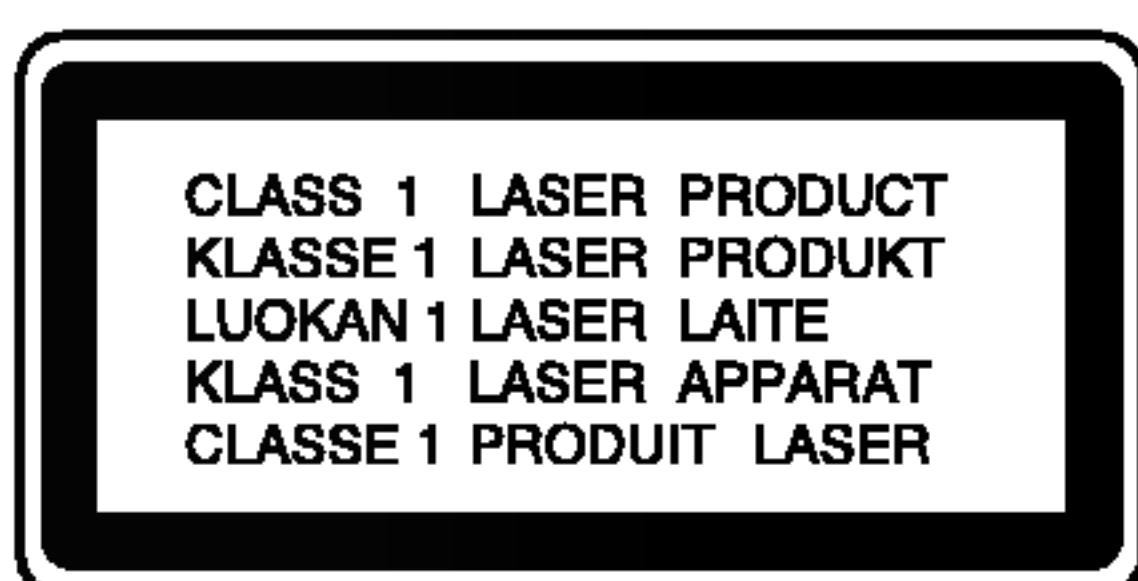 CLASS 1 LASER PRODUCT
KLASSE 1 LASER PRODUKT
LUOKAN 1 LASER LAITE
KLASS 1 LASER APPARAT
CLASSE 1 PRODUIT LASER